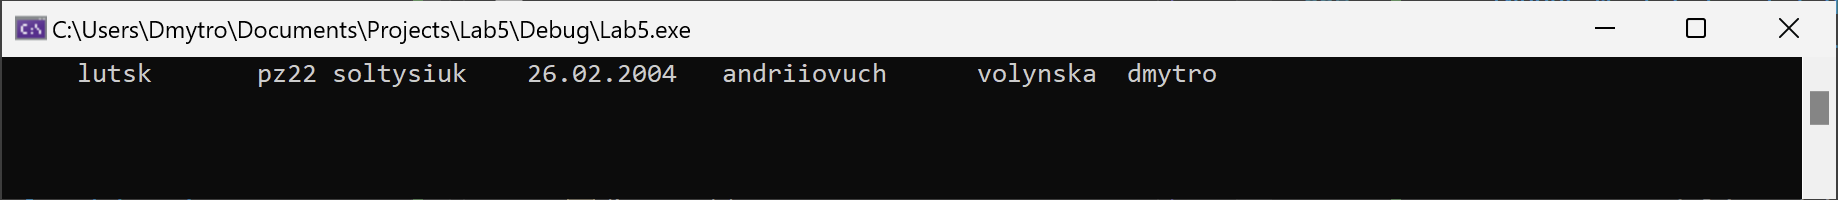 C:\Users\Dmytro\Documents\Projects\Lab5\Debug\Lab5.exe
lutsk pz22 soltysiuk 26.02.2004 andriiovuch volynska dmytro